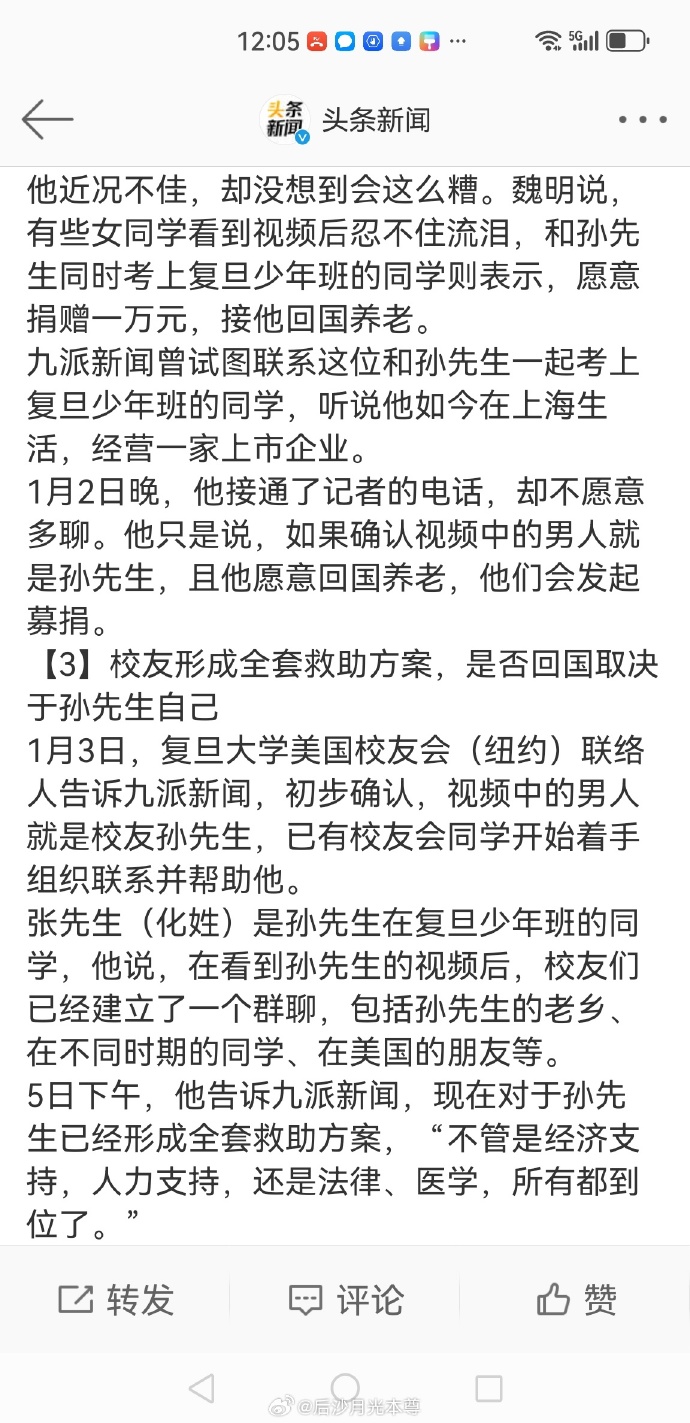 12:05
5G
头条新闻
头条新闻
他近况不佳，却没想到会这么糟。魏明说，
有些女同学看到视频后忍不住流泪，和孙先
生同时考上复旦少年班的同学则表示，愿意
捐赠一万元，接他回国养老。
九派新闻曾试图联系这位和孙先生一起考上
复旦少年班的同学，听说他如今在上海生
活，经营一家上市企业。
1月2日晚，他接通了记者的电话，却不愿意
多聊。他只是说，如果确认视频中的男人就
是孙先生，且他愿意回国养老，他们会发起
募捐。
【3】校友形成全套救助方案，是否回国取决
于孙先生自己
1月3日，复旦大学美国校友会（纽约）联络
人告诉九派新闻，初步确认，视频中的男人
就是校友孙先生，已有校友会同学开始着手
组织联系并帮助他。
张先生（化姓）是孙先生在复旦少年班的同
学，他说，在看到孙先生的视频后，校友们
已经建立了一个群聊，包括孙先生的老乡、
在不同时期的同学、在美国的朋友等。
5日下午，他告诉九派新闻，现在对于孙先
生已经形成全套救助方案，“不管是经济支
持，人力支持，还是法律、医学，所有都到
位了。”
转发
评论
赞
@后沙月光本尊